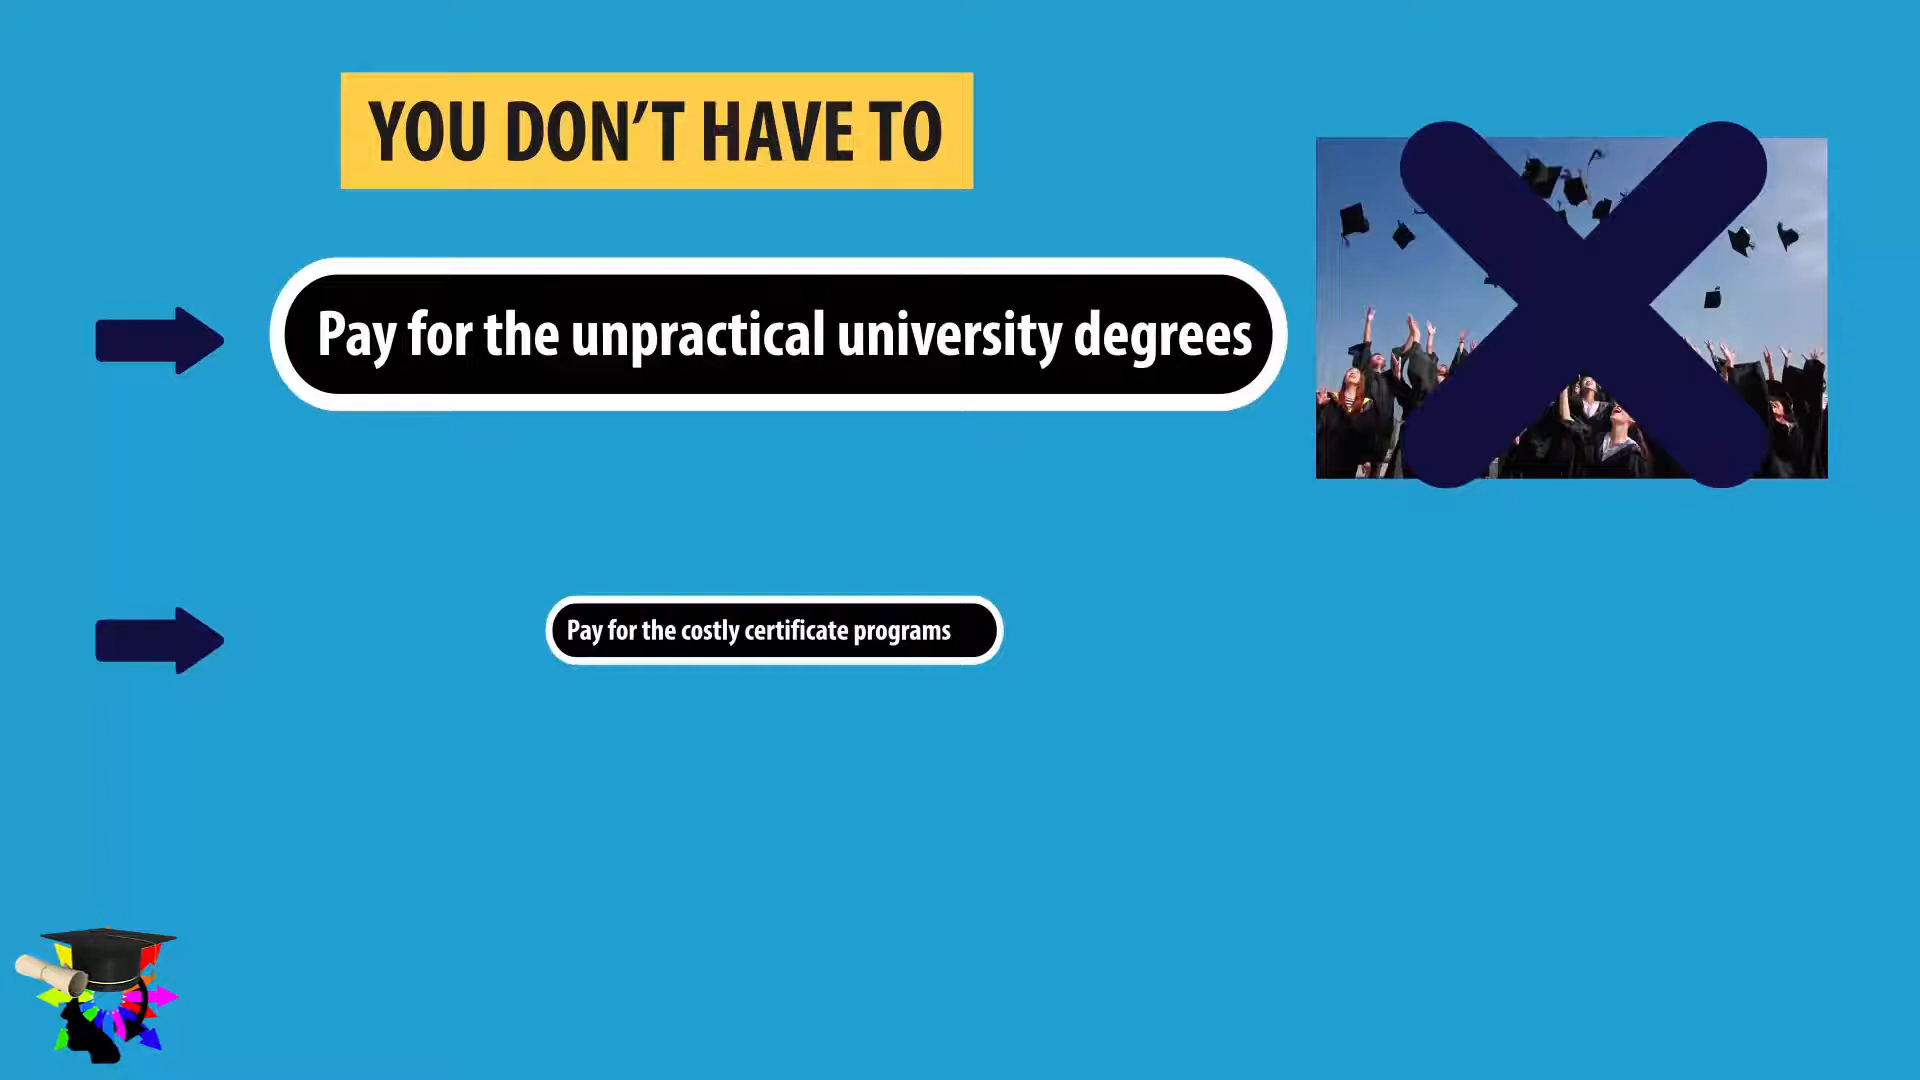 YOU DON’T HAVE TO
Pay for the unpractical university degrees
Pay for the costly certificate programs